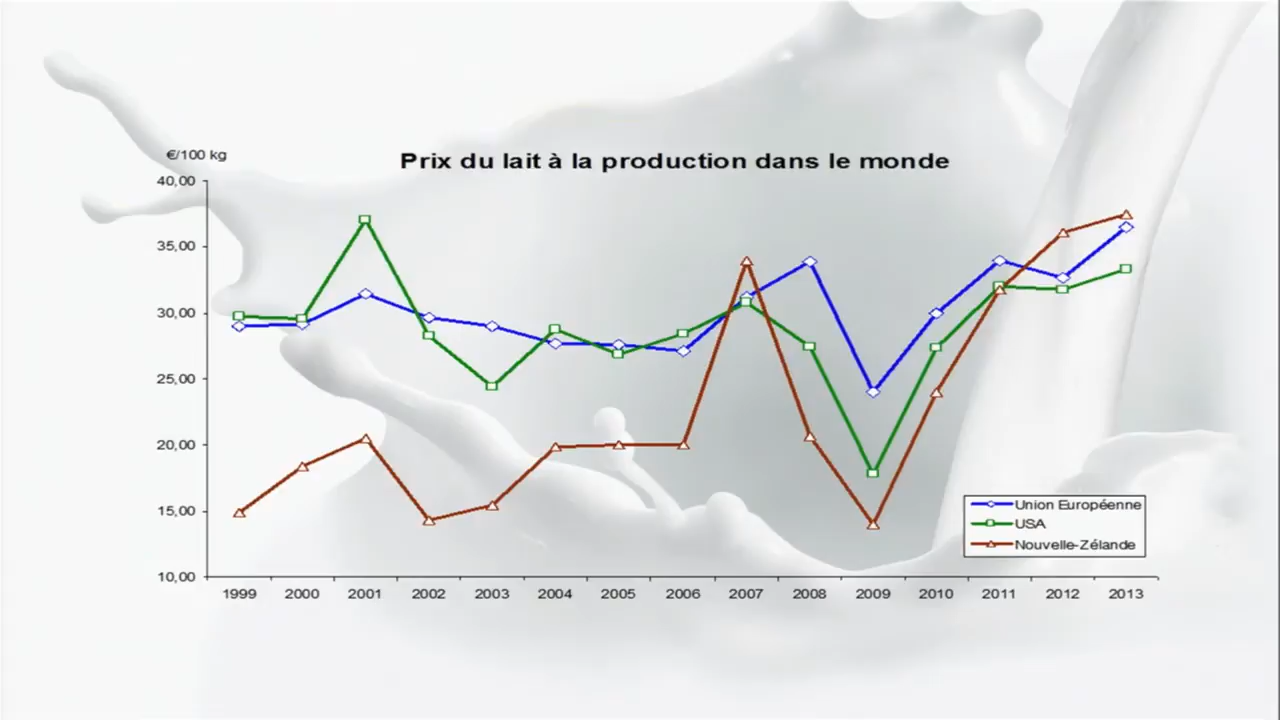 €/100 kg
Prix du lait à la production dans le monde
40,00
35,00
30,00
25,00
20,00
15,00
10,00
1999 2000 2001 2002 2003 2004 2005 2006 2007 2008 2009 2010 2011 2012 2013
Union Européenne
USA
Nouvelle-Zélande